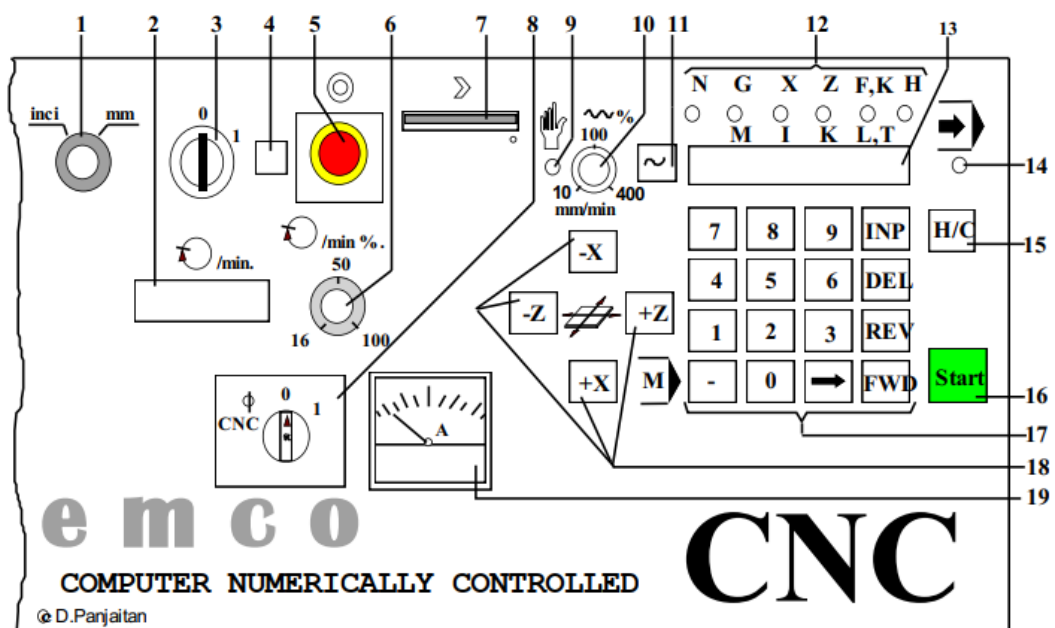 1 2 3 4 5 6 7 8 9 10 11 12 13
N G X Z F,K H
M I K L,T
inci mm
0 1
% 100
10 400
mm/min
14
/min.
/min %.
50
16 100
-X
-Z +Z
+X M
7 8 9 INP H/C
15
4 5 6 DEL
1 2 3 REV
- 0 FWD Start
16
17
18
19
0
1
CNC
A
emco
CNC
COMPUTER NUMERICALLY CONTROLLED
D.Panjaitan